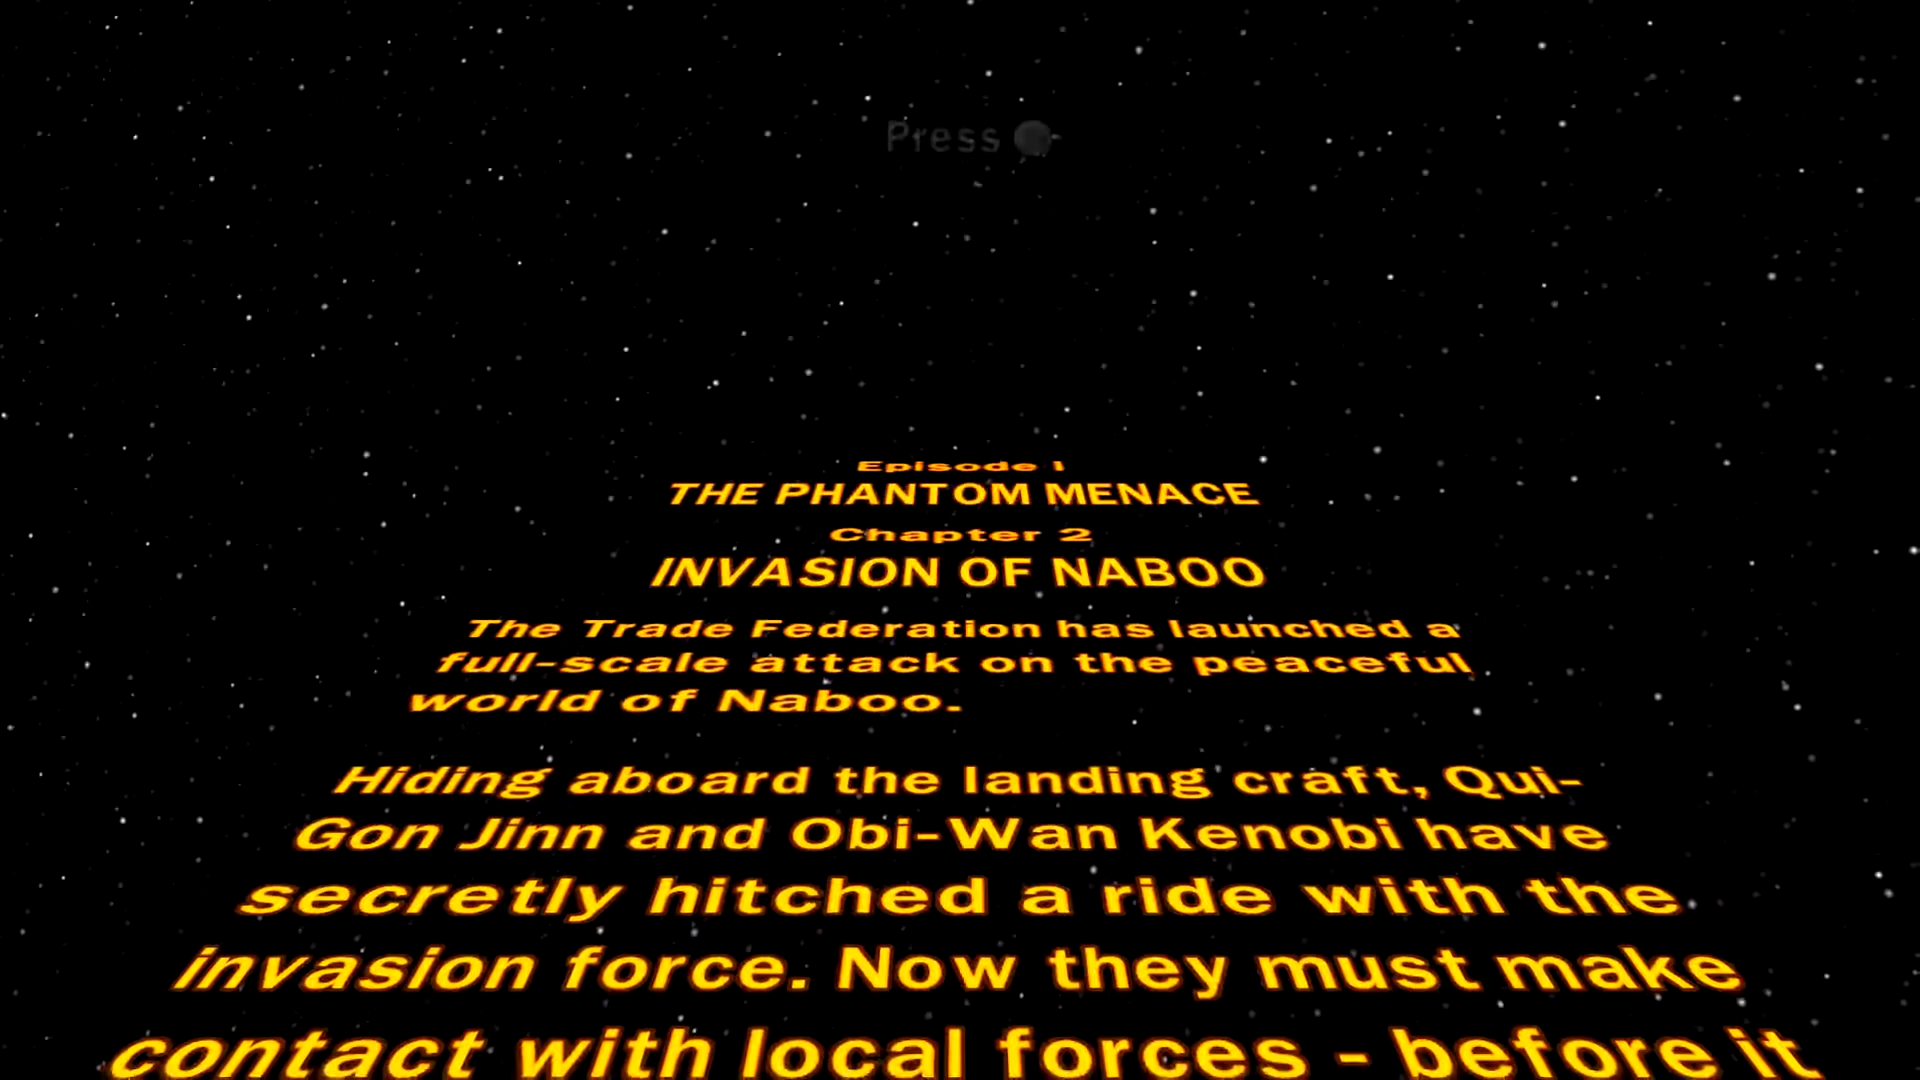 Press
Episode I
THE PHANTOM MENACE
Chapter 2
INVASION OF NABOO
The Trade Federation has launched a
full-scale attack on the peaceful
world of Naboo.
Hiding aboard the landing craft, Qui-
Gon Jinn and Obi-Wan Kenobi have
secretly hitched a ride with the
invasion force. Now they must make
contact with local forces - before it